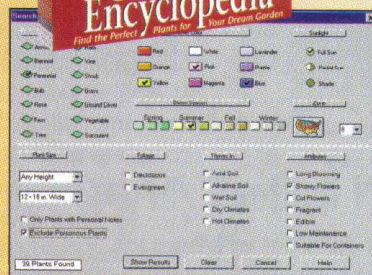 Encyclopedia
Find the Perfect Plants for Your Dream Garden
Search
Sunlight
Annual
Biennial
Perennial
Bulb
Rose
Fern
Tree
Vine
Shrub
Grass
Ground Cover
Vegetable
Succulent
Red
White
Lavender
Orange
Pink
Purple
Yellow
Magenta
Blue
Full Sun
Partial Sun
Shade
Spring Summer Fall Winter
Zone
Plant Size
Foliage
Thrives In
Attributes
Any Height
12 - 18 in. Wide
Only Plants with Personal Notes
Exclude Poisonous Plants
Deciduous
Evergreen
Acid Soil
Alkaline Soil
Wet Soil
Dry Climates
Hot Climates
Long Blooming
Showy Flowers
Cut Flowers
Fragrant
Edible
Low Maintenance
Suitable For Containers
39 Plants Found
Show Results
Clear
Cancel
Help